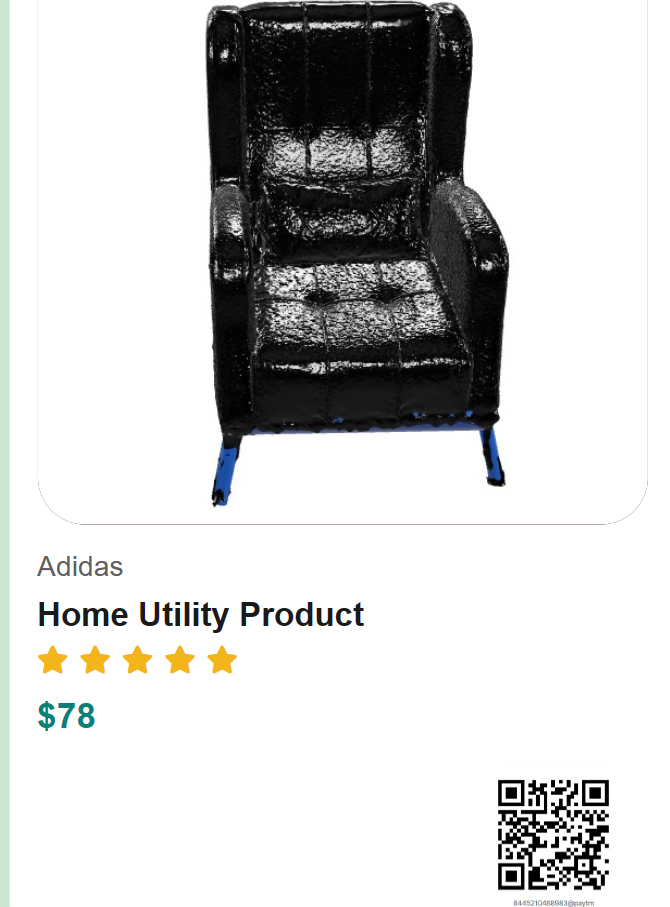 Adidas
Home Utility Product
$78
8445210488983@paytm